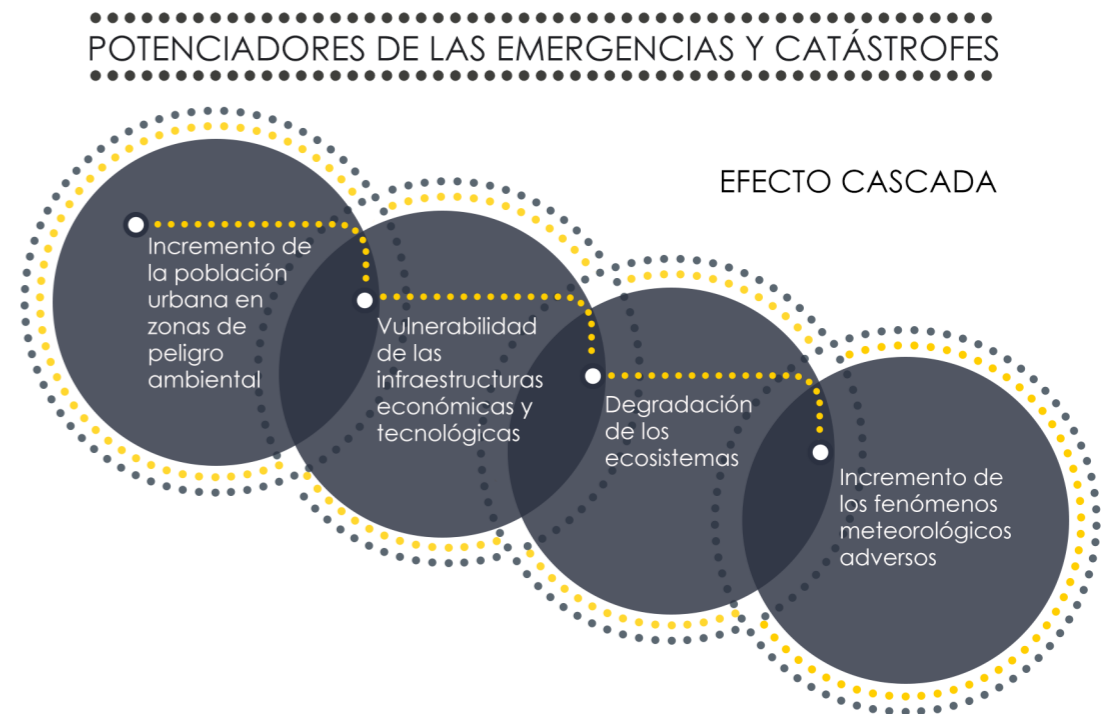 POTENCIADORES DE LAS EMERGENCIAS Y CATÁSTROFES
EFECTO CASCADA
Incremento de
la población
urbana en
zonas de
peligro
ambiental
Vulnerabilidad
de las
infraestructuras
económicas y
tecnológicas
Degradación
de los
ecosistemas
Incremento de
los fenómenos
meteorológicos
adversos